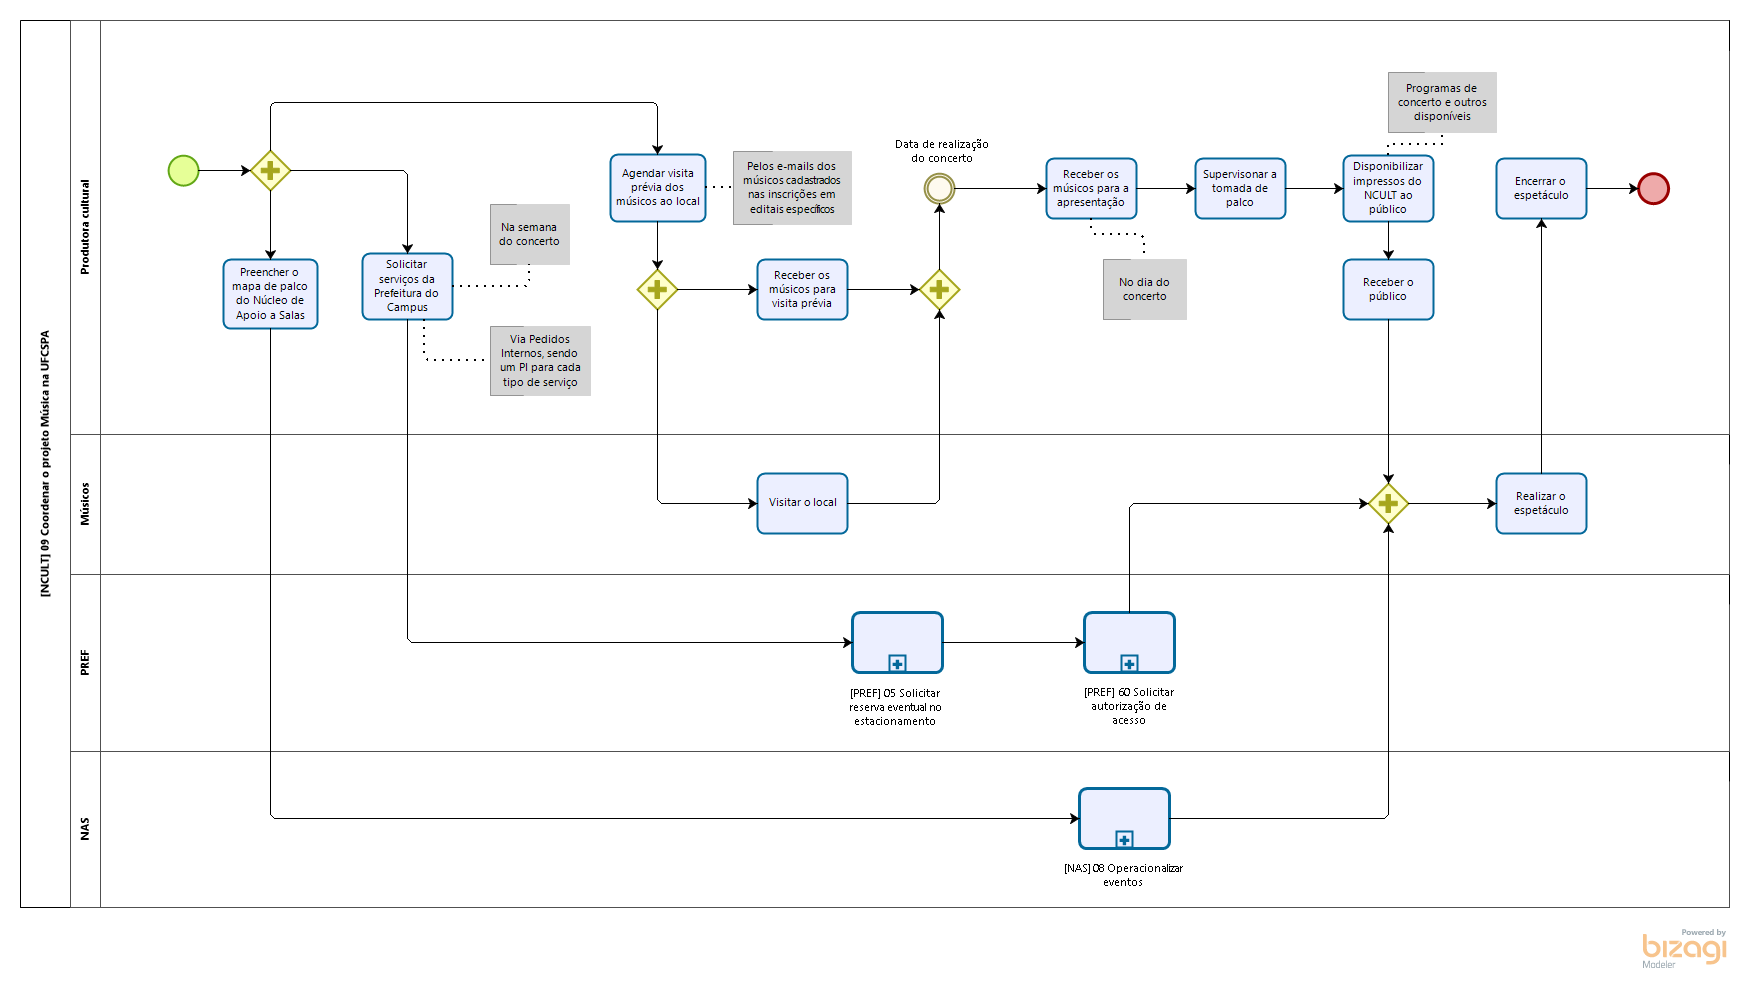 [NCULT] 09 Coordenar o projeto Música na UFCSPA
Produtora cultural
Programas de
concerto e outros
disponíveis
Data de realização
do concerto
Agendar visita
prévia dos
músicos ao local
Pelos e-mails dos
músicos cadastrados
nas inscrições em
editais específicos
Receber os
músicos para a
apresentação
Supervisonar a
tomada de
palco
Disponibilizar
impressos do
NCULT ao
público
Encerrar o
espetáculo
Na semana
do concerto
Preencher o
mapa de palco
do Núcleo de
Apoio a Salas
Solicitar
serviços da
Prefeitura do
Campus
Receber os
músicos para
visita prévia
No dia do
concerto
Receber o
público
Via Pedidos
Internos, sendo
um PI para cada
tipo de serviço
Músicos
Visitar o local
Realizar o
espetáculo
PREF
[PREF] 05 Solicitar
reserva eventual no
estacionamento
[PREF] 60 Solicitar
autorização de
acesso
NAS
[NAS] 08 Operacionalizar
eventos
Powered by
bizagi
Modeler